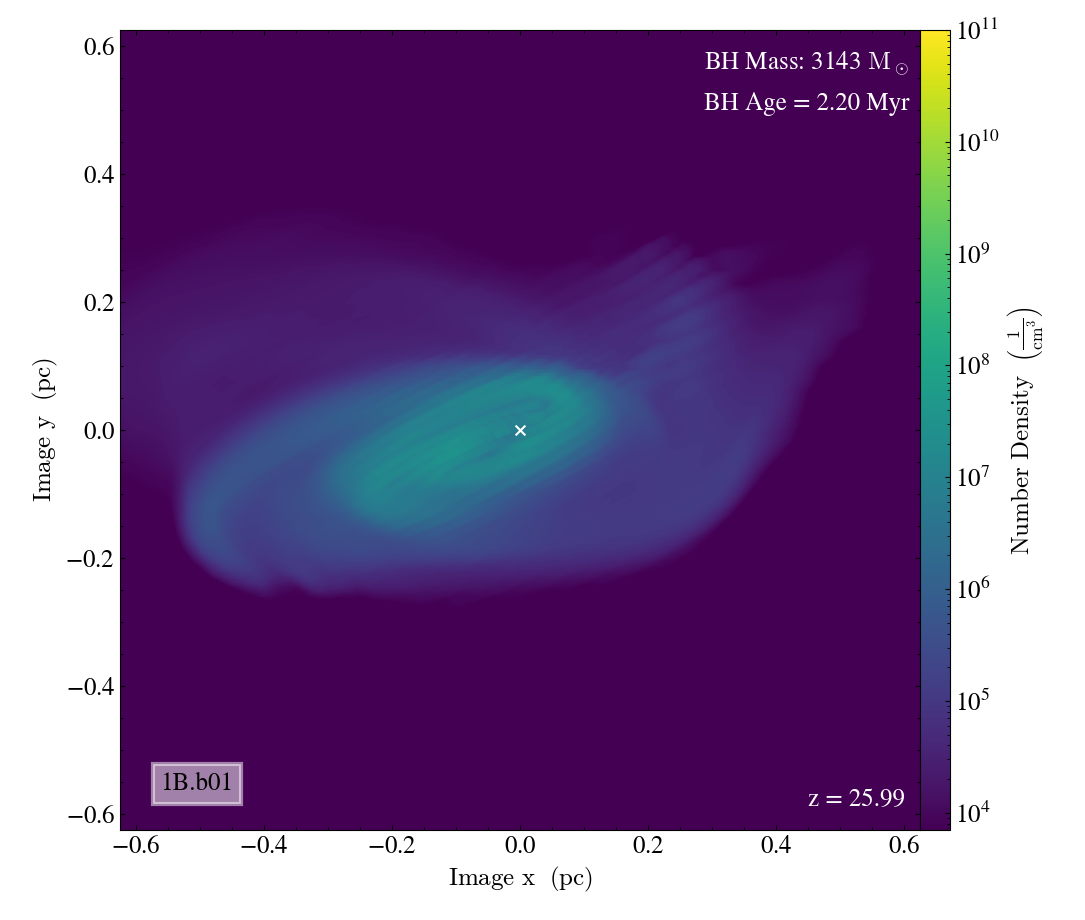 BH Mass: 3143 M⊙
BH Age = 2.20 Myr
0.6
0.4
0.2
0.0
−0.2
−0.4
−0.6
Image y (pc)
1B.b01
z = 25.99
−0.6 −0.4 −0.2 0.0 0.2 0.4 0.6
Image x (pc)
10¹¹
10¹⁰
10⁹
10⁸
10⁷
10⁶
10⁵
10⁴
Number Density (1/cm³)